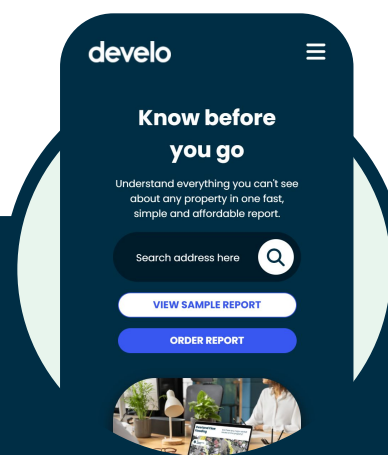 develo
Know before
you go
Understand everything you can't see
about any property in one fast,
simple and affordable report.
Search address here
VIEW SAMPLE REPORT
ORDER REPORT